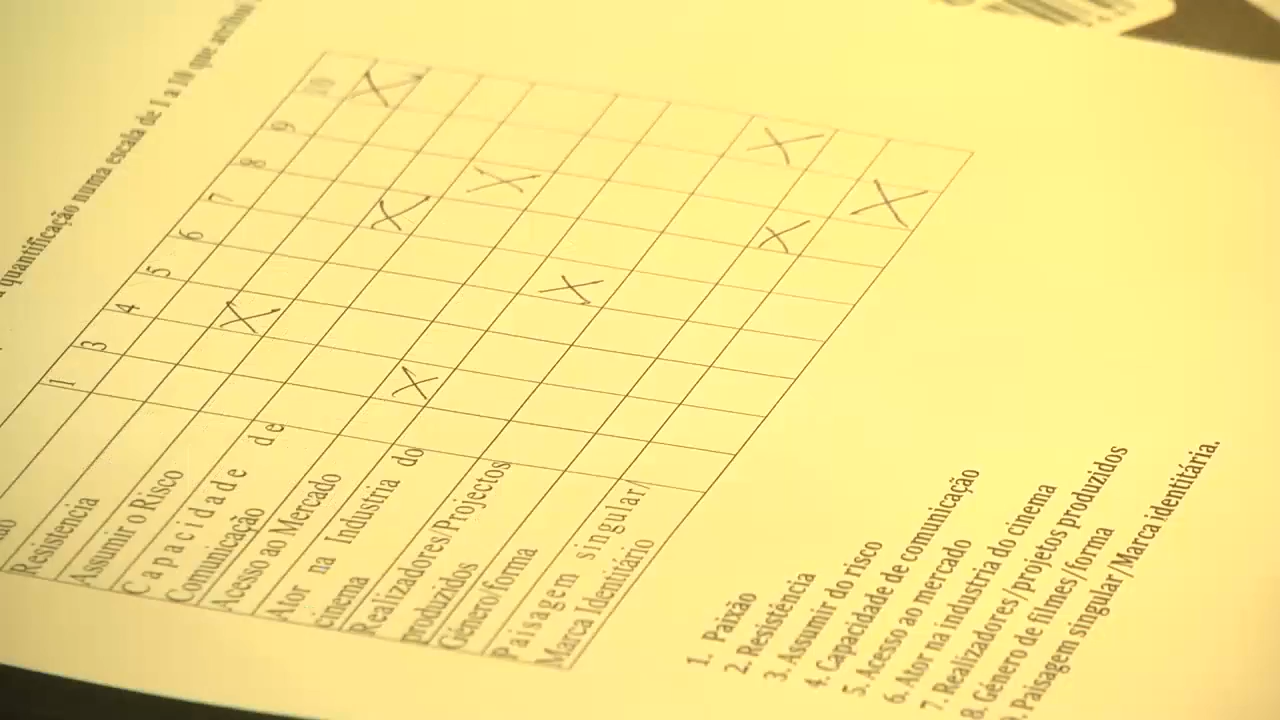 quantificação numa escala de 1 a 10 que atribui
1 3 4 5 6 7 8 9 10
Resistencia
Assumir o Risco
Capacidade de
Comunicação
Acesso ao Mercado
Ator na Industria do
cinema
Realizadores/Projectos
produzidos
Género/forma
Paisagem singular/
Marca Identitário
1. Paixão
2. Resistência
3. Assumir do risco
4. Capacidade de comunicação
5. Acesso ao mercado
6. Ator na industria do cinema
7. Realizadores/projetos produzidos
8. Género de filmes/forma
9. Paisagem singular/Marca identitária.